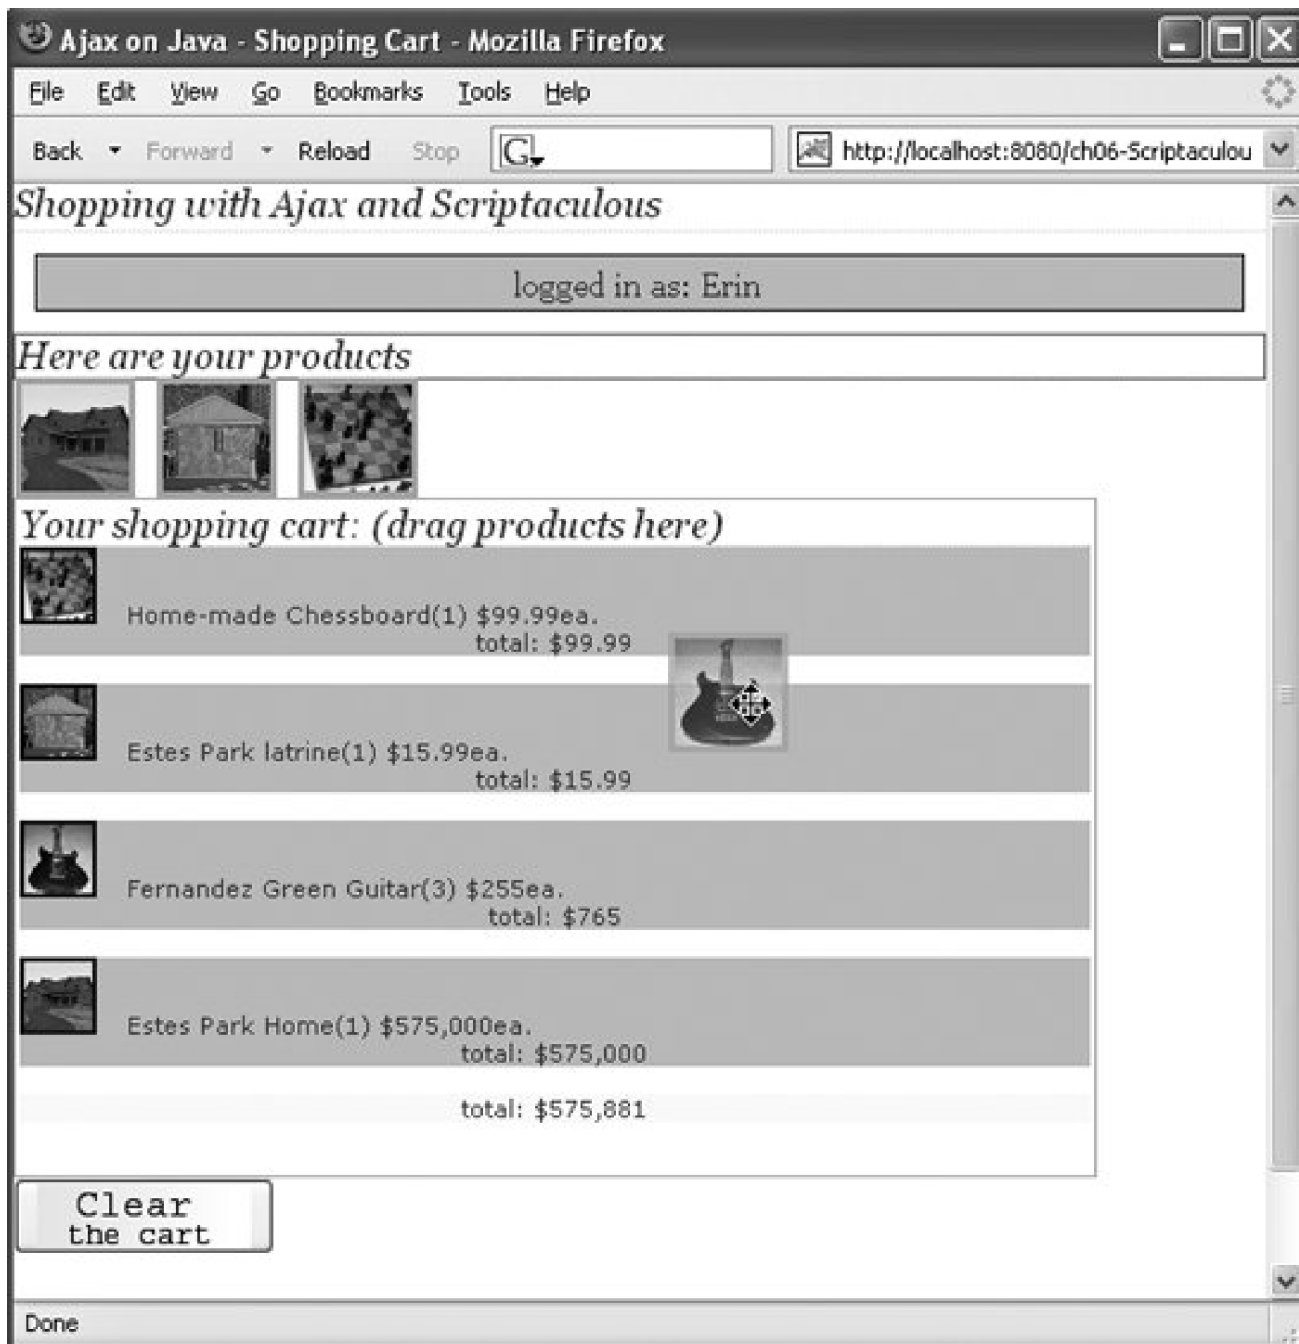 Ajax on Java - Shopping Cart - Mozilla Firefox
File Edit View Go Bookmarks Tools Help
Back Forward Reload Stop G http://localhost:8080/ch06-Scriptaculou
Shopping with Ajax and Scriptaculous
logged in as: Erin
Here are your products
Your shopping cart: (drag products here)
Home-made Chessboard(1) $99.99ea.
total: $99.99
Estes Park latrine(1) $15.99ea.
total: $15.99
Fernandez Green Guitar(3) $255ea.
total: $765
Estes Park Home(1) $575,000ea.
total: $575,000
total: $575,881
Clear
the cart
Done